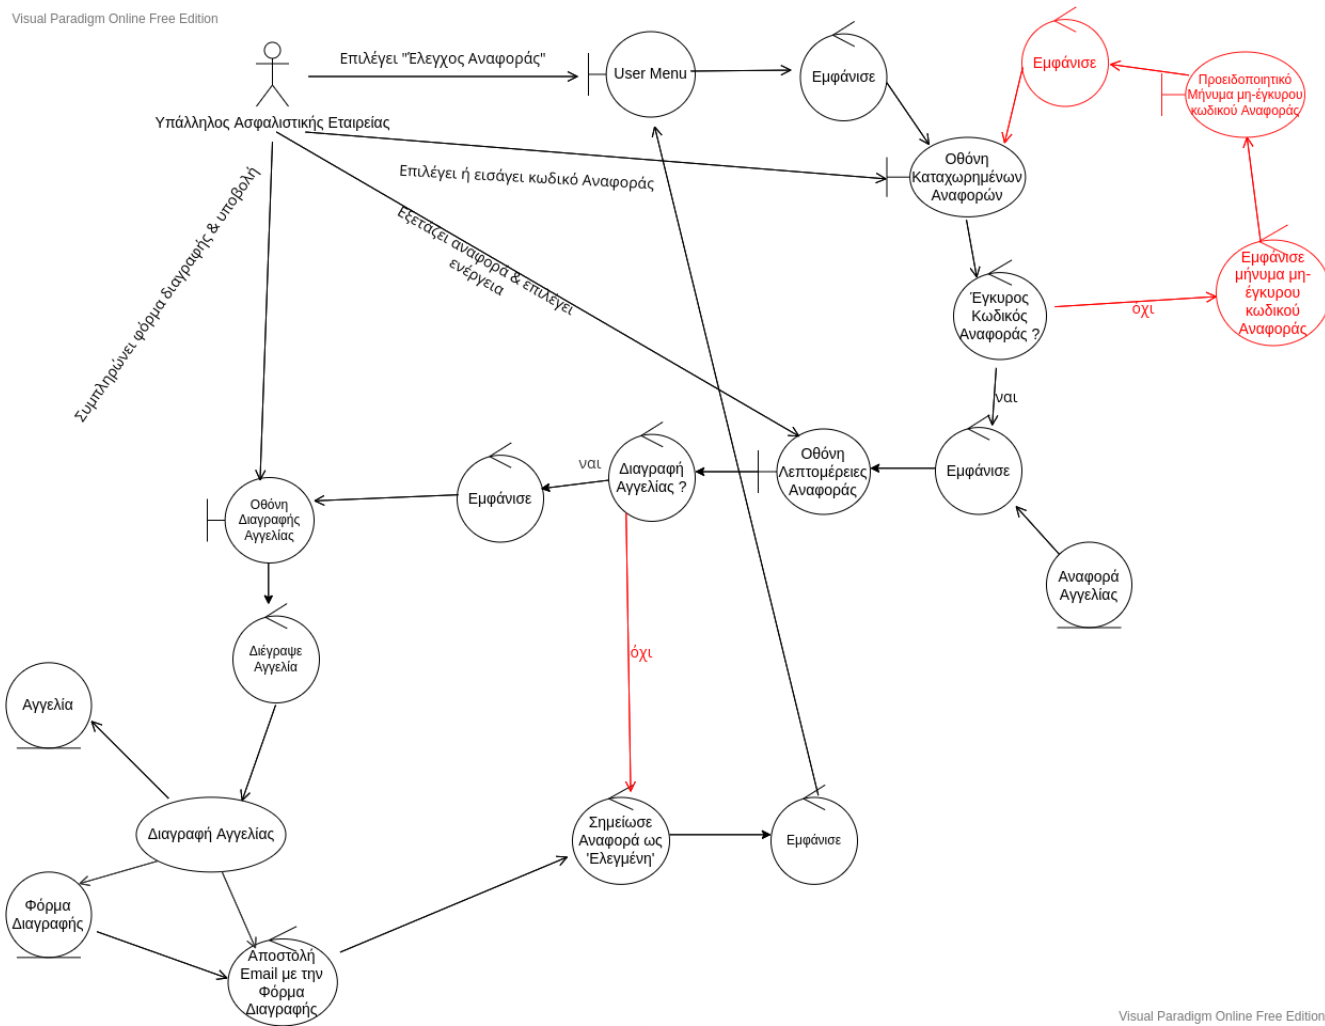 Visual Paradigm Online Free Edition
Επιλέγει "Έλεγχος Αναφοράς"
User Menu
Εμφάνισε
Εμφάνισε
Προειδοποιητικό
Μήνυμα μη-έγκυρου
κωδικού Αναφοράς
Υπάλληλος Ασφαλιστικής Εταιρείας
Επιλέγει ή εισάγει κωδικό Αναφοράς
Οθόνη
Καταχωρημένων
Αναφορών
Συμπληρώνει φόρμα διαγραφής & υποβολή
Εξετάζει αναφορά & επιλέγει
ενέργεια
Έγκυρος
Κωδικός
Αναφοράς ?
όχι
Εμφάνισε
μήνυμα μη-
έγκυρου
κωδικού
Αναφοράς
ναι
Εμφάνισε
Οθόνη
Λεπτομέρειες
Αναφοράς
Διαγραφή
Αγγελίας ?
ναι
Εμφάνισε
Οθόνη
Διαγραφής
Αγγελίας
Αναφορά
Αγγελίας
Διέγραψε
Αγγελία
όχι
Αγγελία
Διαγραφή Αγγελίας
Σημείωσε
Αναφορά ως
'Ελεγμένη'
Εμφάνισε
Φόρμα
Διαγραφής
Αποστολή
Email με την
Φόρμα
Διαγραφής
Visual Paradigm Online Free Edition